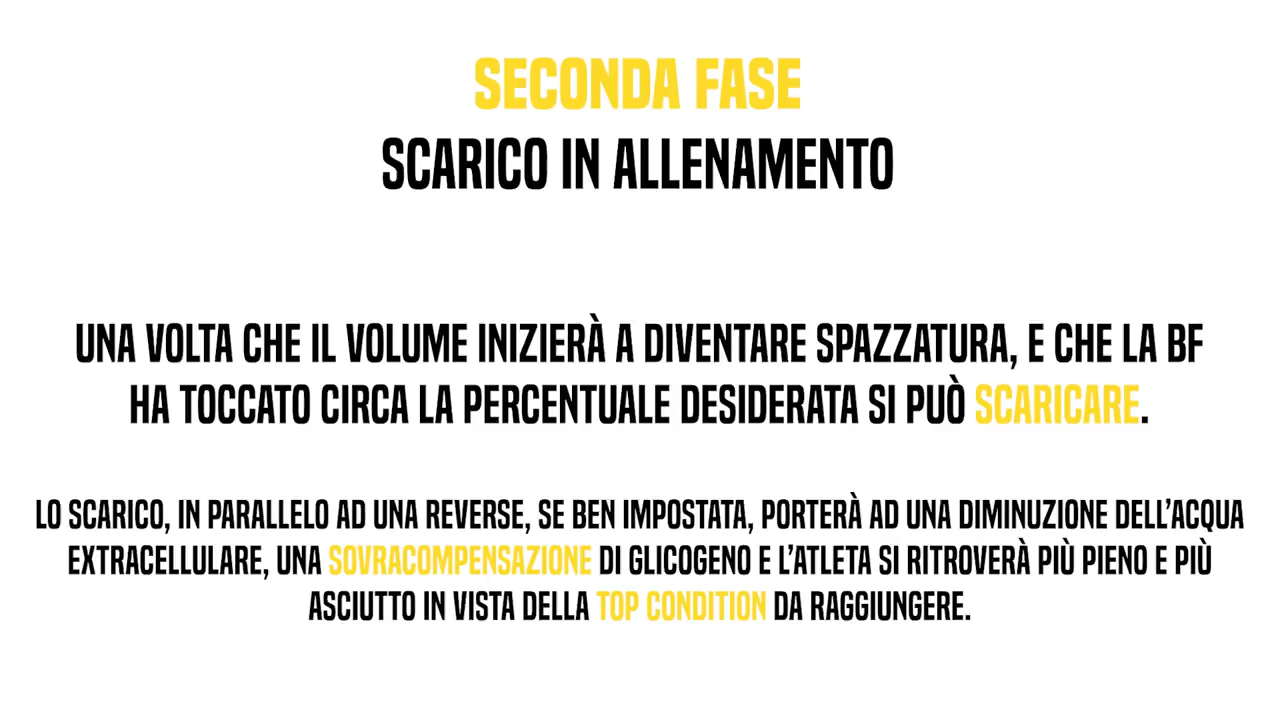 SECONDA FASE
SCARICO IN ALLENAMENTO
UNA VOLTA CHE IL VOLUME INIZIERÀ A DIVENTARE SPAZZATURA, E CHE LA BF
HA TOCCATO CIRCA LA PERCENTUALE DESIDERATA SI PUÒ SCARICARE.
LO SCARICO, IN PARALLELO AD UNA REVERSE, SE BEN IMPOSTATA, PORTERÀ AD UNA DIMINUZIONE DELL'ACQUA
EXTRACELLULARE, UNA SOVRACOMPENSAZIONE DI GLICOGENO E L'ATLETA SI RITROVERÀ PIÙ PIENO E PIÙ
ASCIUTTO IN VISTA DELLA TOP CONDITION DA RAGGIUNGERE.